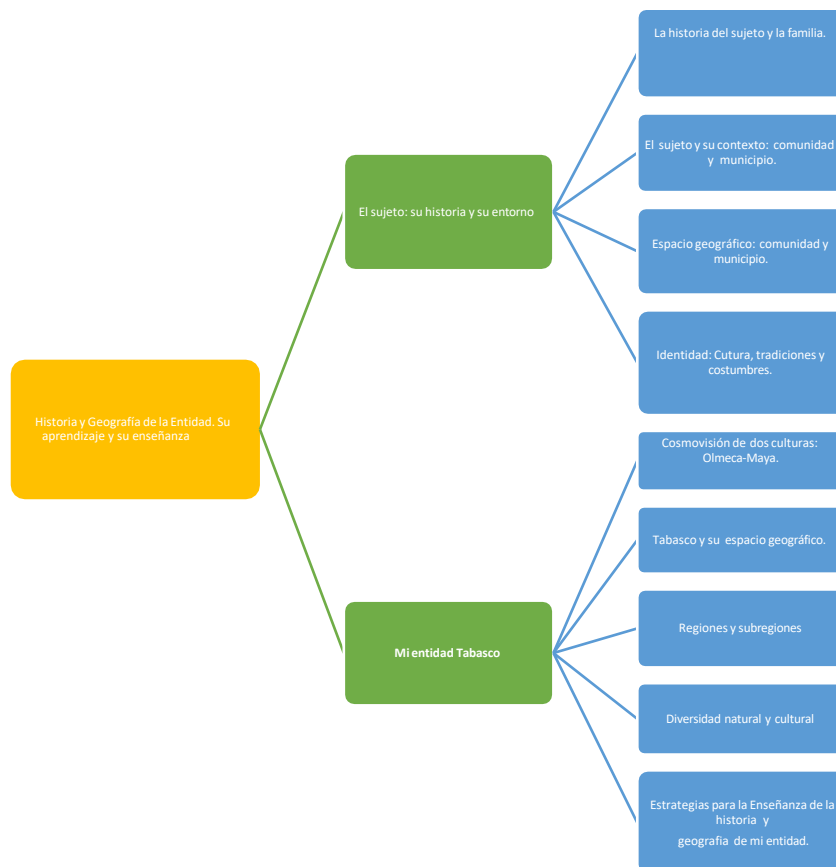 Historia y Geografía de la Entidad. Su
aprendizaje y su enseñanza
El sujeto: su historia y su entorno
La historia del sujeto y la familia.
El sujeto y su contexto: comunidad
y municipio.
Espacio geográfico: comunidad y
municipio.
Identidad: Cutura, tradiciones y
costumbres.
Mi entidad Tabasco
Cosmovisión de dos culturas:
Olmeca-Maya.
Tabasco y su espacio geográfico.
Regiones y subregiones
Diversidad natural y cultural
Estrategias para la Enseñanza de la
historia y
geografia de mi entidad.